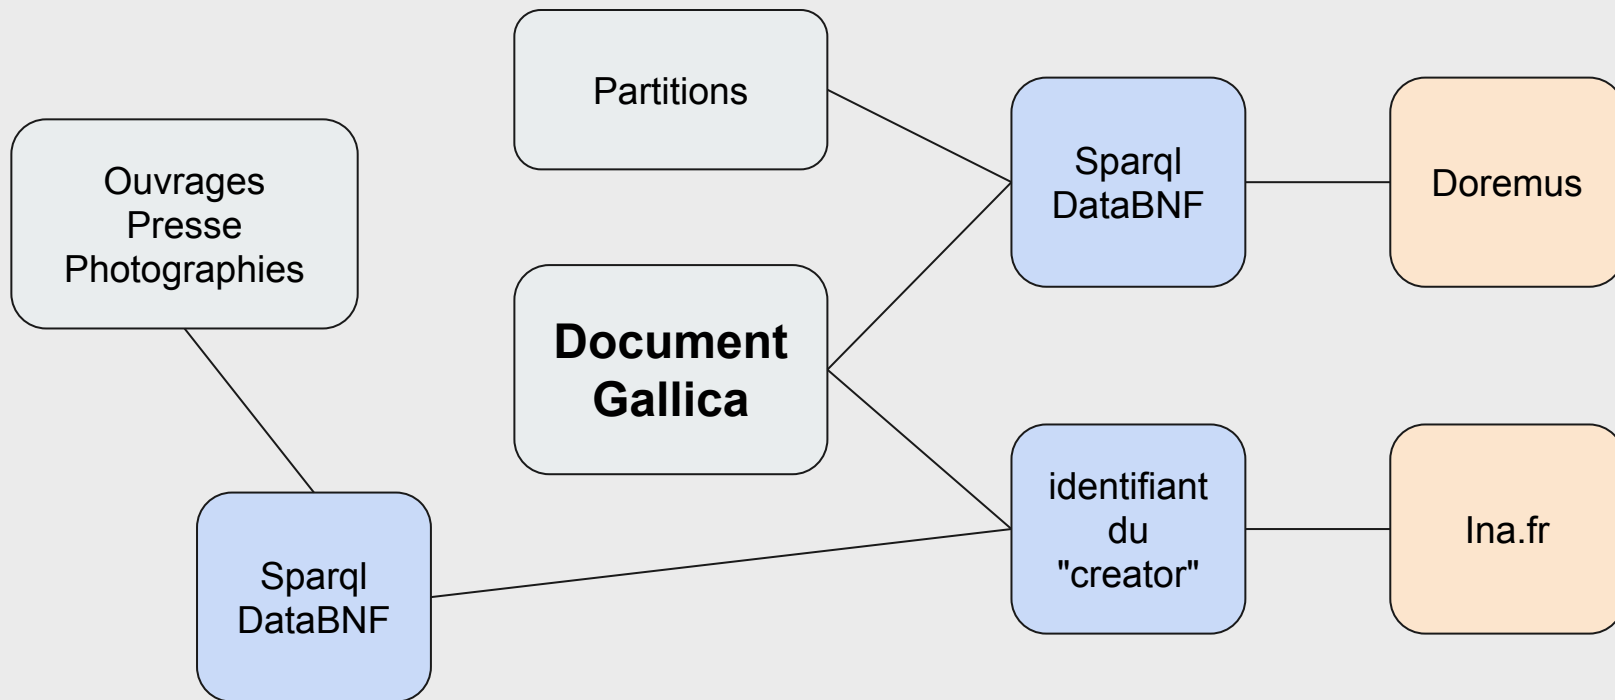 Partitions
Ouvrages
Presse
Photographies
Sparql
DataBNF
Doremus
Document
Gallica
identifiant
du
"creator"
Ina.fr
Sparql
DataBNF